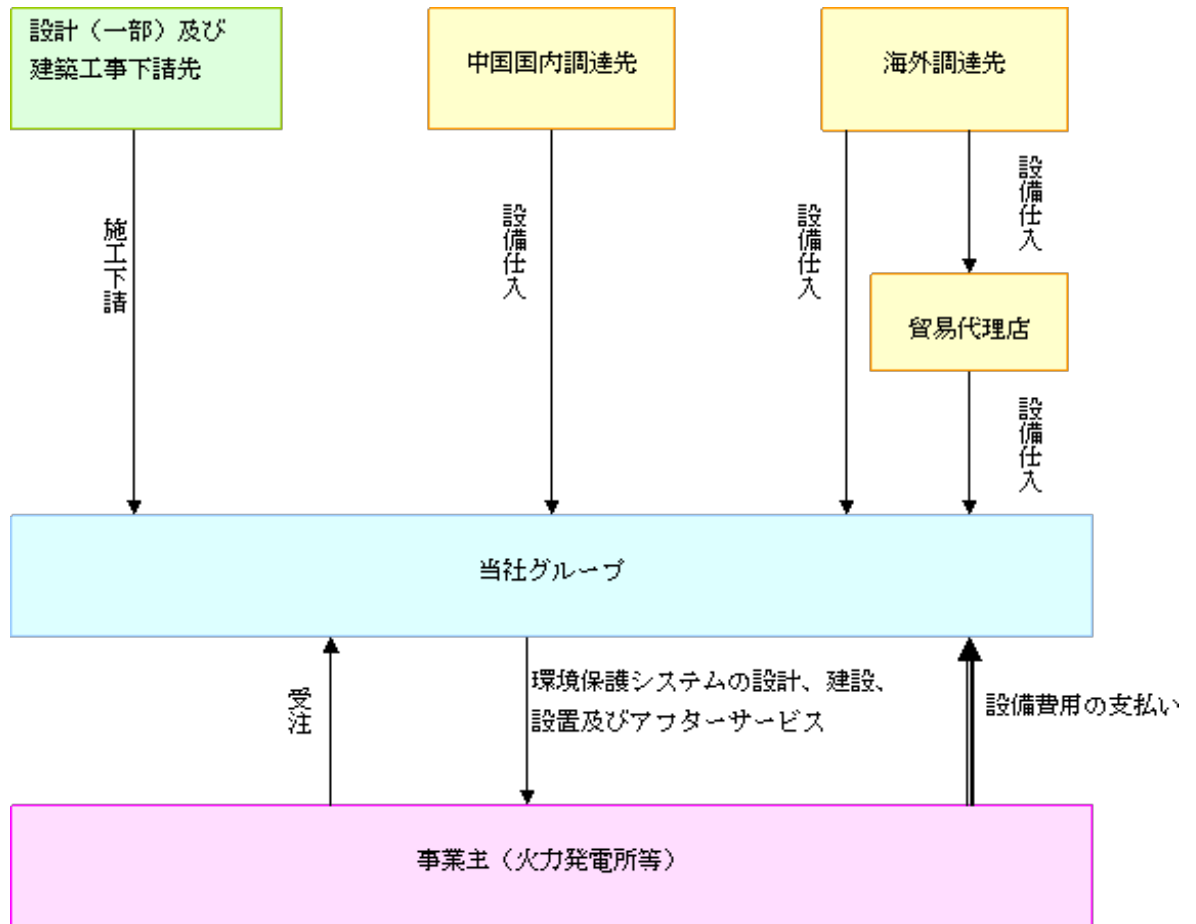 設計（一部）及び
建築工事下請先
中国国内調達先
海外調達先
施工下請
設備仕入
設備仕入
設備仕入
貿易代理店
設備仕入
当社グループ
受注
環境保護システムの設計、建設、
設置及びアフターサービス
設備費用の支払い
事業主（火力発電所等）